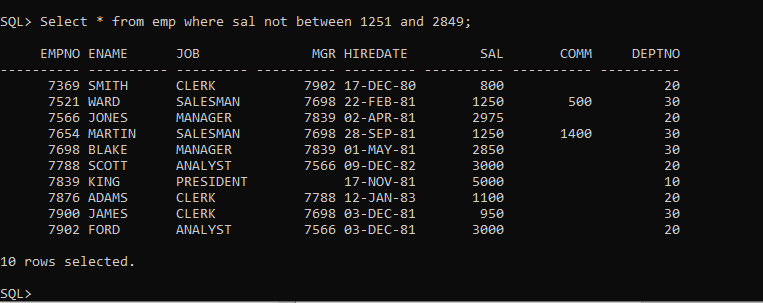 SQL> Select * from emp where sal not between 1251 and 2849;
     EMPNO ENAME      JOB              MGR HIREDATE         SAL       COMM     DEPTNO
---------- ---------- --------- ---------- --------- ---------- ---------- ----------
      7369 SMITH      CLERK           7902 17-DEC-80        800                    20
      7521 WARD       SALESMAN        7698 22-FEB-81       1250        500         30
      7566 JONES      MANAGER         7839 02-APR-81       2975                    20
      7654 MARTIN     SALESMAN        7698 28-SEP-81       1250       1400         30
      7698 BLAKE      MANAGER         7839 01-MAY-81       2850                    30
      7788 SCOTT      ANALYST         7566 09-DEC-82       3000                    20
      7839 KING       PRESIDENT            17-NOV-81       5000                    10
      7876 ADAMS      CLERK           7788 12-JAN-83       1100                    20
      7900 JAMES      CLERK           7698 03-DEC-81        950                    30
      7902 FORD       ANALYST         7566 03-DEC-81       3000                    20
10 rows selected.
SQL>